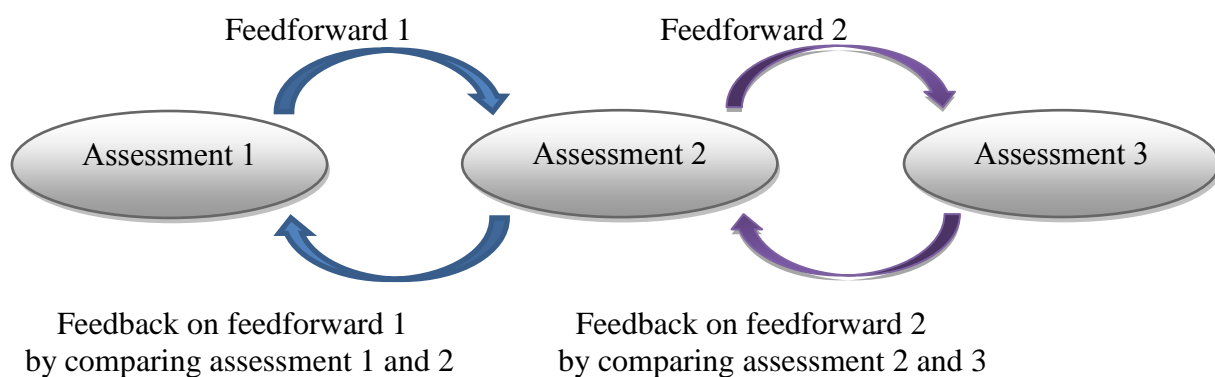 Feedforward 1
Feedforward 2
Assessment 1
Assessment 2
Assessment 3
Feedback on feedforward 1
by comparing assessment 1 and 2
Feedback on feedforward 2
by comparing assessment 2 and 3